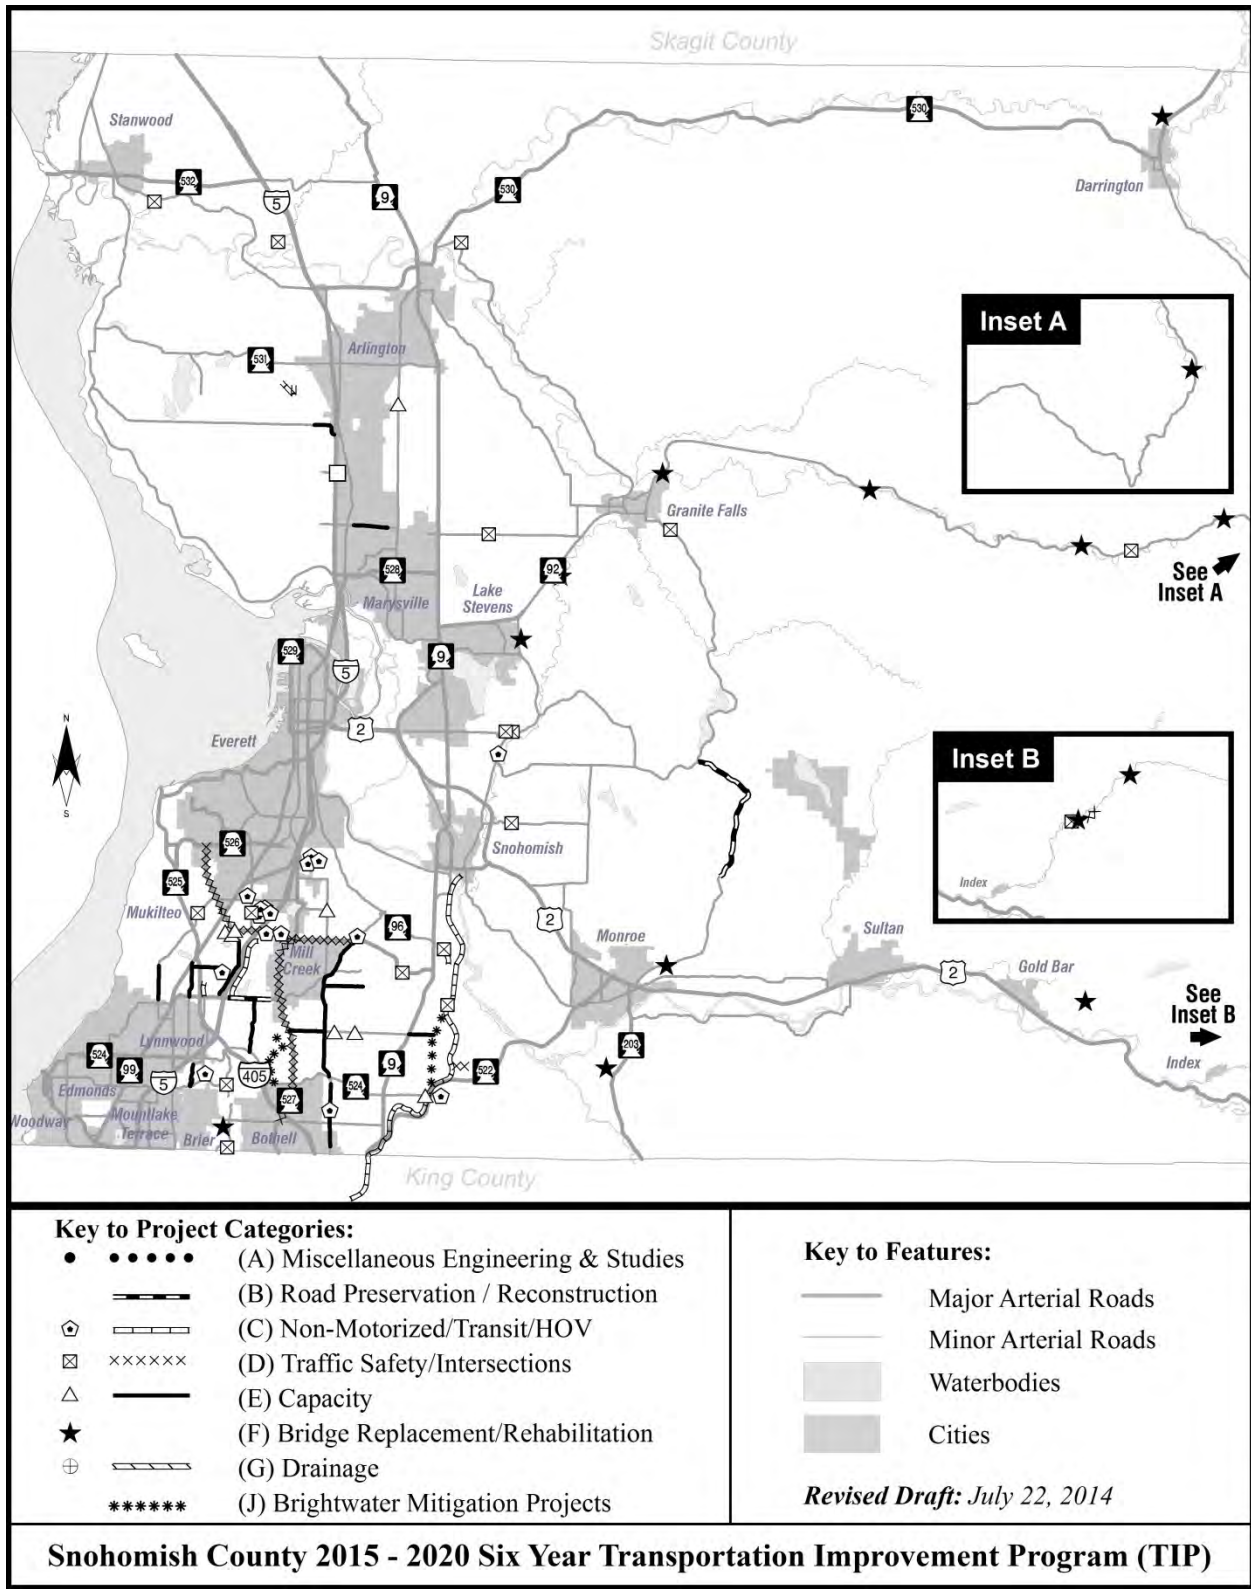 Skagit County
Stanwood
530
Darrington
532
5
9
530
Inset A
531
Arlington
Granite Falls
See
Inset A
528
92
Marysville
Lake
Stevens
529
9
5
2
N
S
Everett
Inset B
Index
526
Snohomish
525
Mukilteo
96
2
Monroe
Sultan
Mill
Creek
2
Gold Bar
See
Inset B
Lynnwood
203
Index
524
99
5
405
9
522
524
527
Edmonds
Woodway
Mountlake
Terrace
Brier
Bothell
King County
Key to Project Categories:
(A) Miscellaneous Engineering & Studies
(B) Road Preservation / Reconstruction
(C) Non-Motorized/Transit/HOV
(D) Traffic Safety/Intersections
(E) Capacity
(F) Bridge Replacement/Rehabilitation
(G) Drainage
(J) Brightwater Mitigation Projects
Key to Features:
Major Arterial Roads
Minor Arterial Roads
Waterbodies
Cities
Revised Draft: July 22, 2014
Snohomish County 2015 - 2020 Six Year Transportation Improvement Program (TIP)